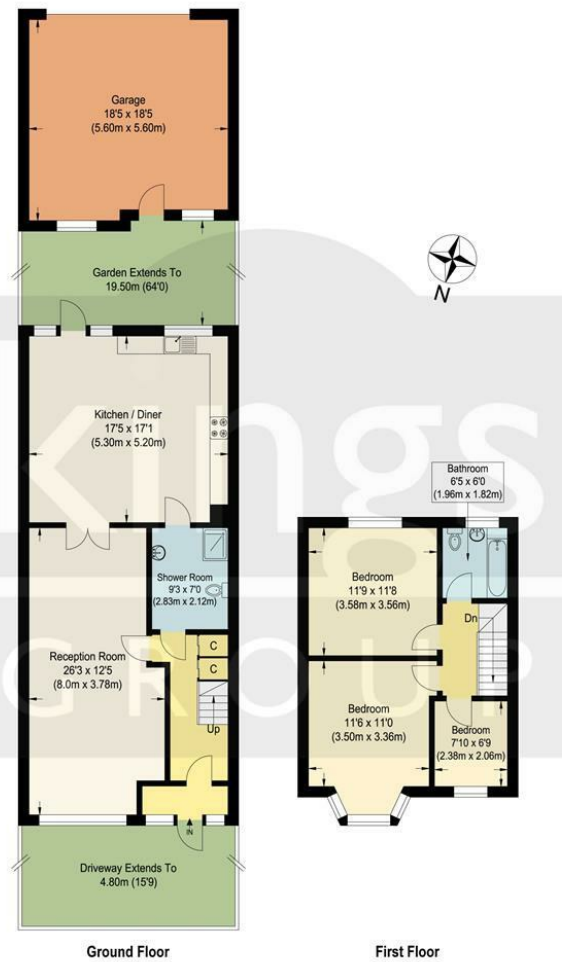 Garage
18'5 x 18'5
(5.60m x 5.60m)
Garden Extends To
19.50m (64'0)
N
Kitchen / Diner
17'5 x 17'1
(5.30m x 5.20m)
kings
GROUP
Shower Room
9'3 x 7'0
(2.83m x 2.12m)
Reception Room
26'3 x 12'5
(8.0m x 3.78m)
C
C
Up
IN
Driveway Extends To
4.80m (15'9)
Ground Floor
Bathroom
6'5 x 6'0
(1.96m x 1.82m)
Bedroom
11'9 x 11'8
(3.58m x 3.56m)
Dn
Bedroom
11'6 x 11'0
(3.50m x 3.36m)
Bedroom
7'10 x 6'9
(2.38m x 2.06m)
First Floor